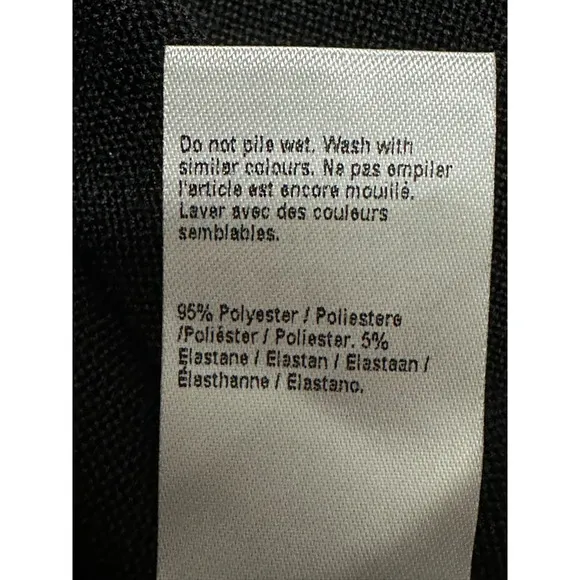 Do not pile wet. Wash with
similar colours. Ne pas empiler
l'article est encore mouillé.
Laver avec des couleurs
semblables.
95% Polyester / Poliestere
/Poliéster / Poliester. 5%
Elastane / Elastan / Elastaan /
Élasthanne / Elastano.